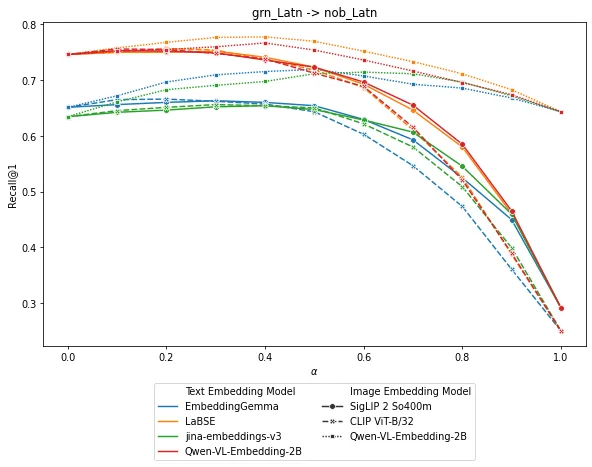 grn_Latn -> nob_Latn
0.8
0.7
0.6
0.5
0.4
0.3
Recall@1
0.0 0.2 0.4 0.6 0.8 1.0
α
Text Embedding Model
EmbeddingGemma
LaBSE
jina-embeddings-v3
Qwen-VL-Embedding-2B
Image Embedding Model
SigLIP 2 So400m
CLIP ViT-B/32
Qwen-VL-Embedding-2B